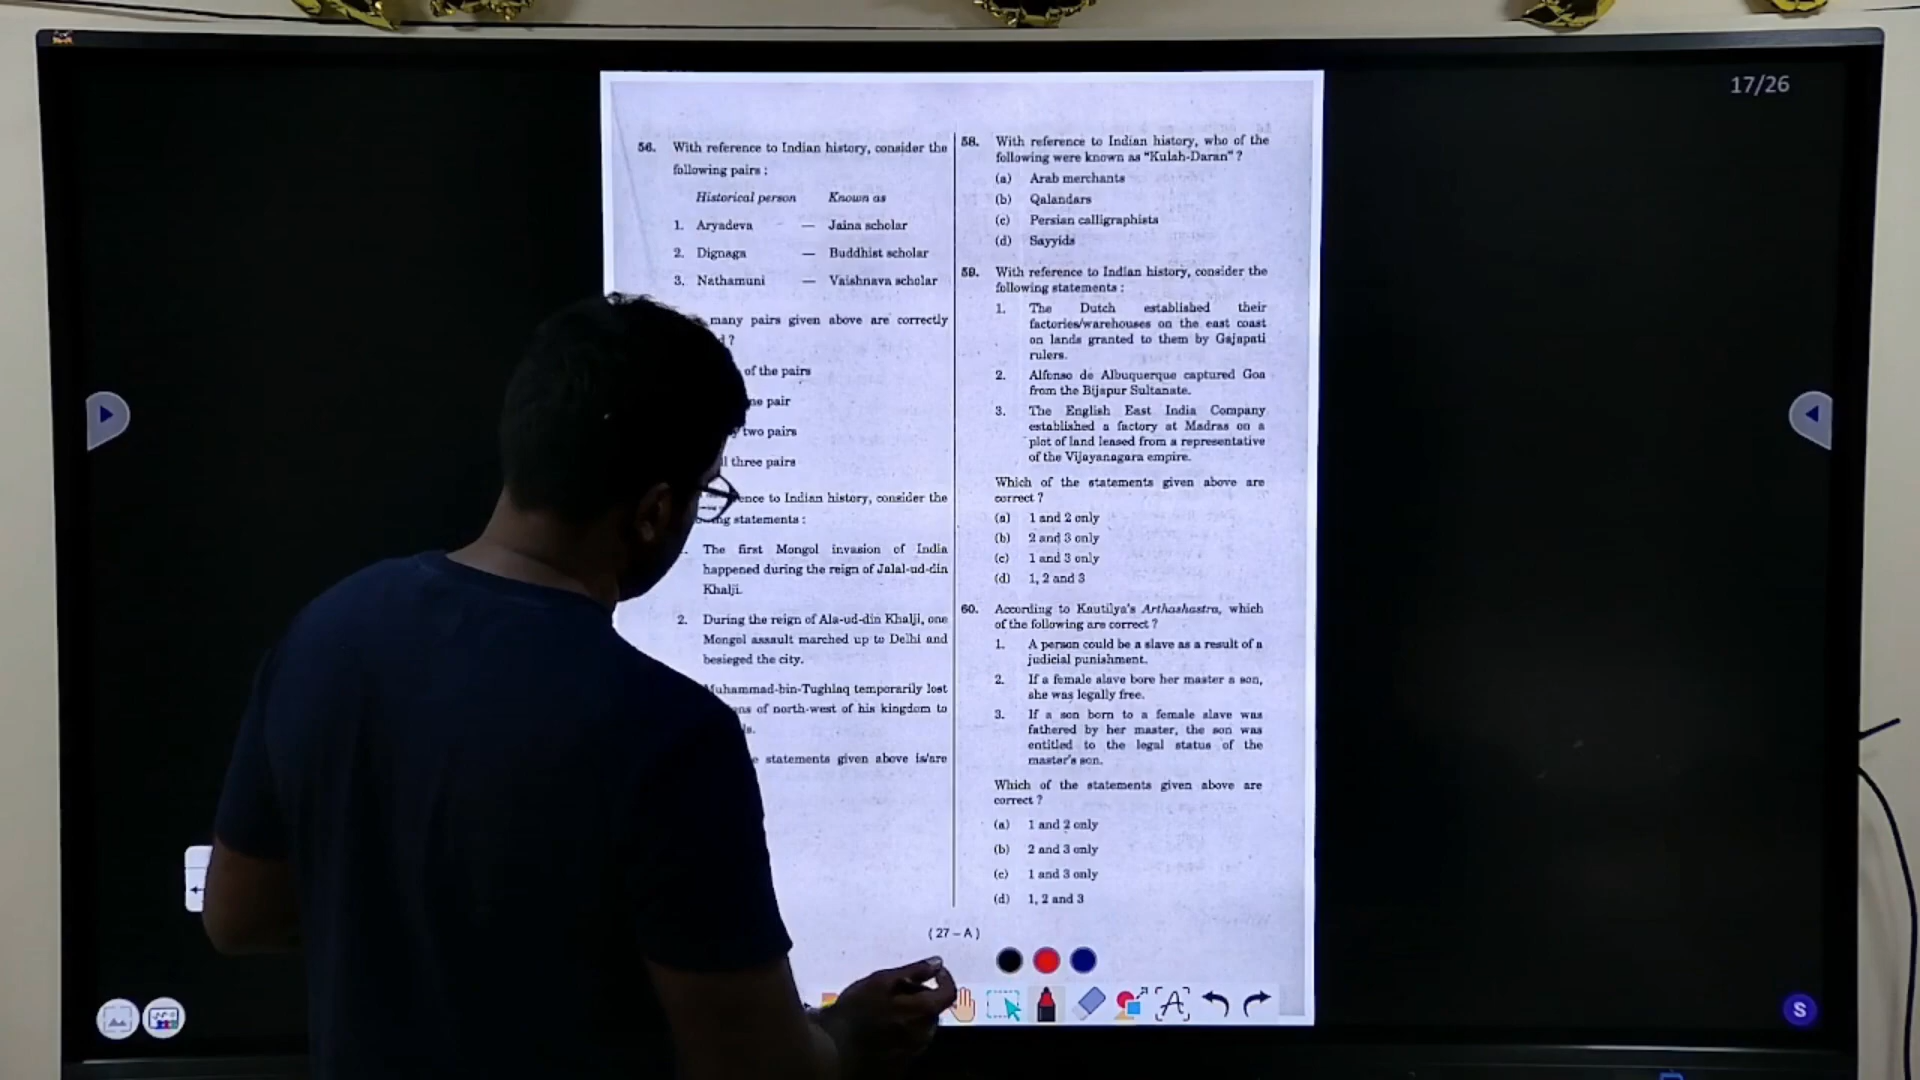 17/26
56. With reference to Indian history, consider the
following pairs :
Historical person Known as
1. Aryadeva — Jaina scholar
2. Dignaga — Buddhist scholar
3. Nathamuni — Vaishnava scholar
many pairs given above are correctly
?
of the pairs
pair
two pairs
three pairs
to Indian history, consider the
statements :
The first Mongol invasion of India
happened during the reign of Jalal-ud-din
Khalji.
2. During the reign of Ala-ud-din Khalji, one
Mongol assault marched up to Delhi and
besieged the city.
Muhammad-bin-Tughlaq temporarily lost
of north-west of his kingdom to
statements given above is/are
58. With reference to Indian history, who of the
following were known as “Kulah-Daran” ?
(a) Arab merchants
(b) Qalandars
(c) Persian calligraphists
(d) Sayyids
59. With reference to Indian history, consider the
following statements :
1. The Dutch established their
factories/warehouses on the east coast
on lands granted to them by Gajapati
rulers.
2. Alfonso de Albuquerque captured Goa
from the Bijapur Sultanate.
3. The English East India Company
established a factory at Madras on a
plot of land leased from a representative
of the Vijayanagara empire.
Which of the statements given above are
correct ?
(a) 1 and 2 only
(b) 2 and 3 only
(c) 1 and 3 only
(d) 1, 2 and 3
60. According to Kautilya's Arthashastra, which
of the following are correct ?
1. A person could be a slave as a result of a
judicial punishment.
2. If a female slave bore her master a son,
she was legally free.
3. If a son born to a female slave was
fathered by her master, the son was
entitled to the legal status of the
master's son.
Which of the statements given above are
correct ?
(a) 1 and 2 only
(b) 2 and 3 only
(c) 1 and 3 only
(d) 1, 2 and 3
( 27 – A )
A
S